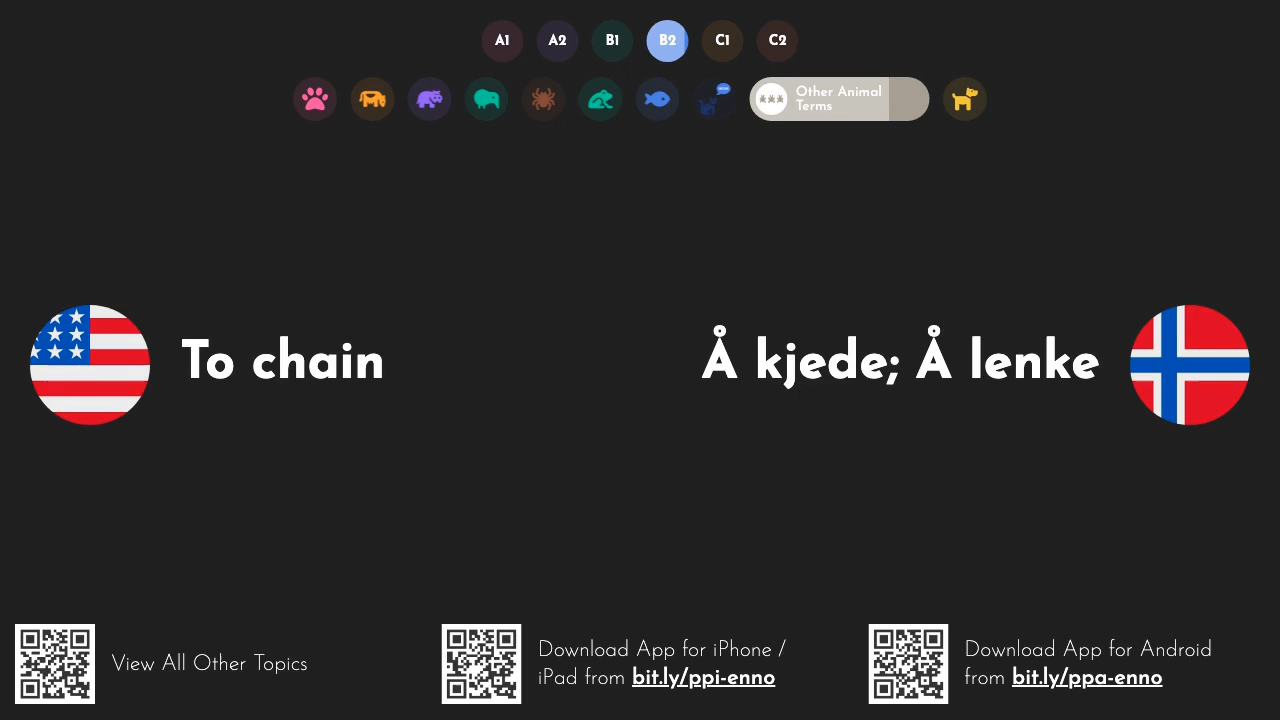 A1 A2 B1 B2 C1 C2
Other Animal
Terms
To chain
Å kjede; Å lenke
View All Other Topics
Download App for iPhone /
iPad from bit.ly/ppi-enno
Download App for Android
from bit.ly/ppa-enno